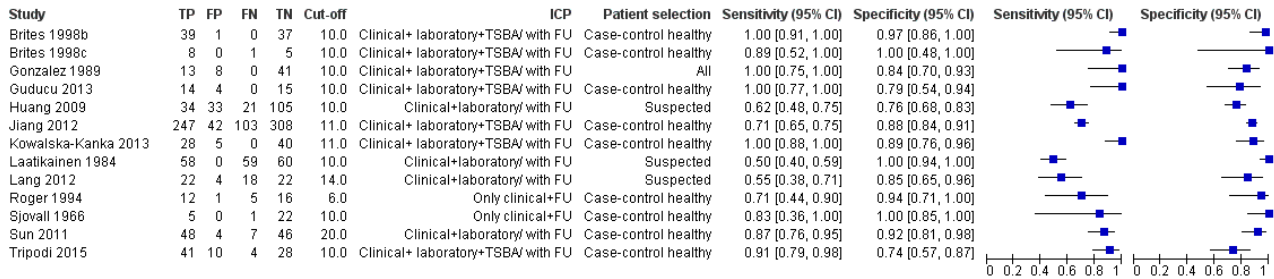 Study TP FP FN TN Cut-off ICP Patient selection Sensitivity (95% CI) Specificity (95% CI) Sensitivity (95% CI) Specificity (95% CI)
Brites 1998b 39 1 0 37 10.0 Clinical+ laboratory+TSBA/ with FU Case-control healthy 1.00 [0.91, 1.00] 0.97 [0.86, 1.00]
Brites 1998c 8 0 1 5 10.0 Clinical+ laboratory+TSBA/ with FU Case-control healthy 0.89 [0.52, 1.00] 1.00 [0.48, 1.00]
Gonzalez 1989 13 8 0 41 10.0 Clinical+ laboratory+TSBA/ with FU All 1.00 [0.75, 1.00] 0.84 [0.70, 0.93]
Guducu 2013 14 4 0 15 10.0 Clinical+ laboratory+TSBA/ with FU Case-control healthy 1.00 [0.77, 1.00] 0.79 [0.54, 0.94]
Huang 2009 34 33 21 105 10.0 Clinical+laboratory/ with FU Suspected 0.62 [0.48, 0.75] 0.76 [0.68, 0.83]
Jiang 2012 247 42 103 308 11.0 Clinical+ laboratory+TSBA/ with FU Case-control healthy 0.71 [0.65, 0.75] 0.88 [0.84, 0.91]
Kowalska-Kanka 2013 28 5 0 40 11.0 Clinical+ laboratory+TSBA/ with FU Case-control healthy 1.00 [0.88, 1.00] 0.89 [0.76, 0.96]
Laatikainen 1984 58 0 59 60 10.0 Clinical+laboratory/ with FU Suspected 0.50 [0.40, 0.59] 1.00 [0.94, 1.00]
Lang 2012 22 4 18 22 14.0 Clinical+laboratory/ with FU Suspected 0.55 [0.38, 0.71] 0.85 [0.65, 0.96]
Roger 1994 12 1 5 16 6.0 Only clinical+FU Case-control healthy 0.71 [0.44, 0.90] 0.94 [0.71, 1.00]
Sjovall 1966 5 0 1 22 10.0 Only clinical+FU Case-control healthy 0.83 [0.36, 1.00] 1.00 [0.85, 1.00]
Sun 2011 48 4 7 46 20.0 Clinical+laboratory/ with FU Case-control healthy 0.87 [0.76, 0.95] 0.92 [0.81, 0.98]
Tripodi 2015 41 10 4 28 10.0 Clinical+ laboratory+TSBA/ with FU Case-control healthy 0.91 [0.79, 0.98] 0.74 [0.57, 0.87]
0 0.2 0.4 0.6 0.8 1 0 0.2 0.4 0.6 0.8 1